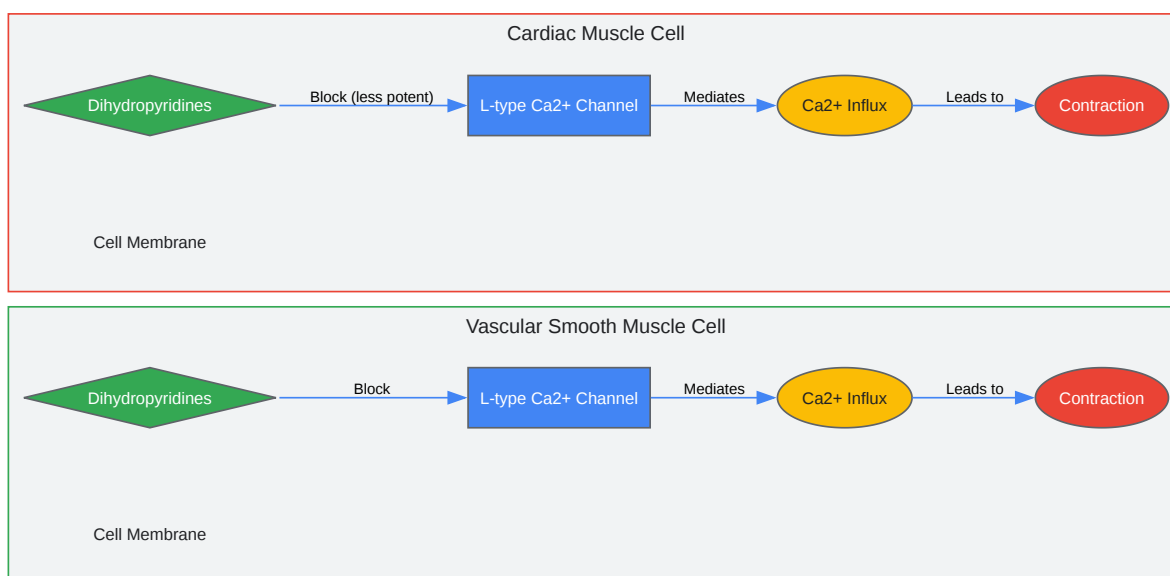 Cardiac Muscle Cell
Dihydropyridines
Block (less potent)
L-type Ca2+ Channel
Mediates
Ca2+ Influx
Leads to
Contraction
Cell Membrane
Vascular Smooth Muscle Cell
Dihydropyridines
Block
L-type Ca2+ Channel
Mediates
Ca2+ Influx
Leads to
Contraction
Cell Membrane